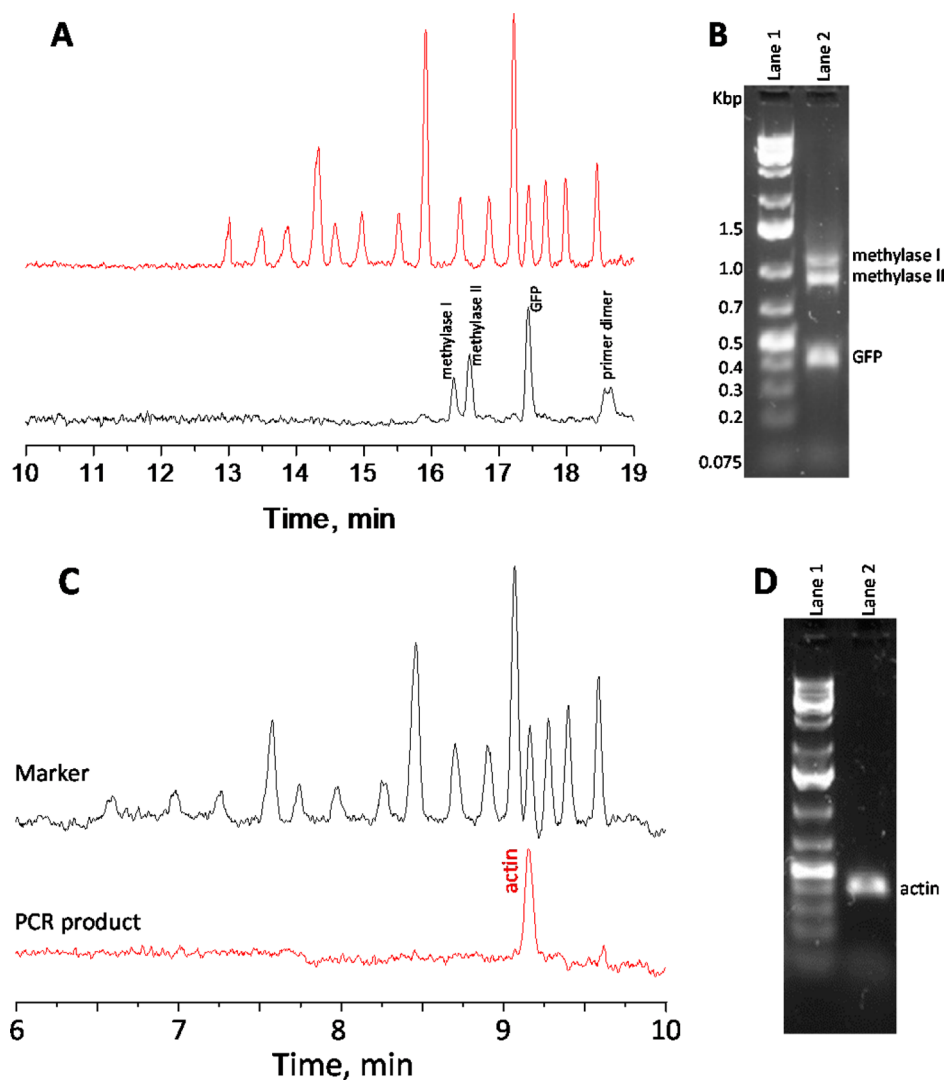 A
methylase I
methylase II
GFP
primer dimer
10 11 12 13 14 15 16 17 18 19
Time, min
B
Lane 1
Lane 2
Kbp
1.5
1.0
0.7
0.5
0.4
0.3
0.2
0.075
methylase I
methylase II
GFP
C
Marker
actin
PCR product
6 7 8 9 10
Time, min
D
Lane 1
Lane 2
actin